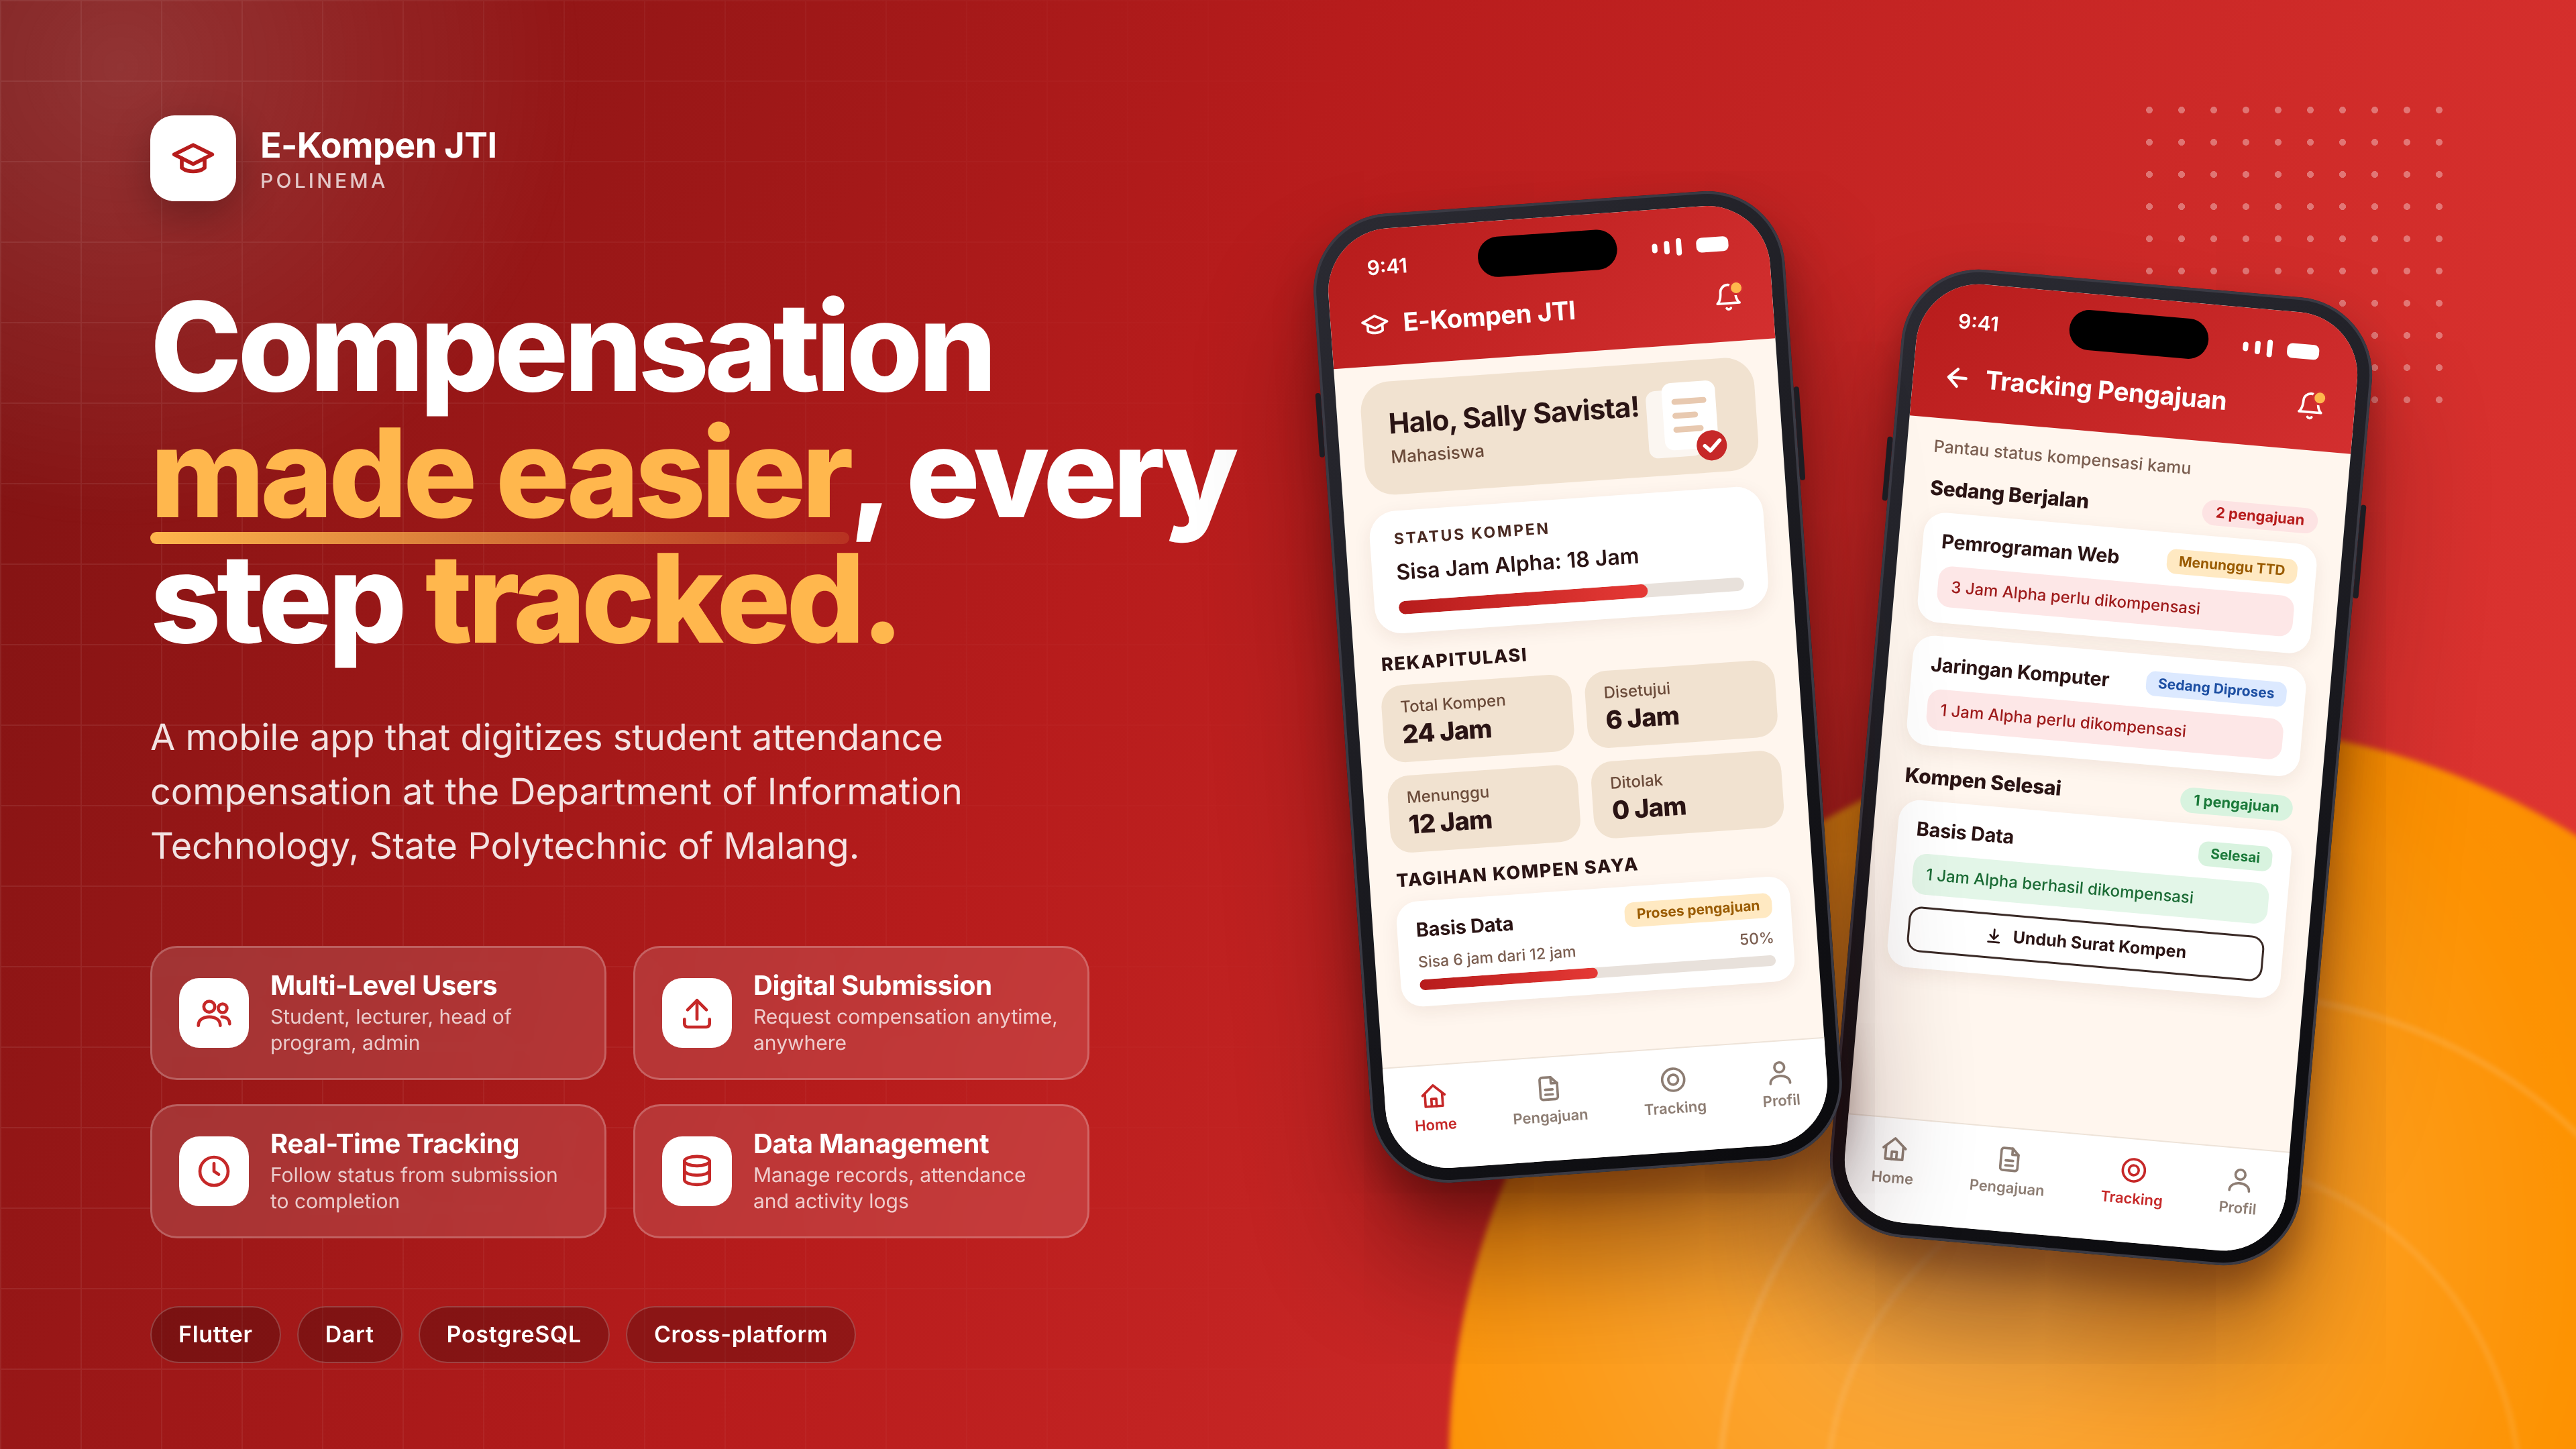 E-Kompen JTI
POLINEMA
Compensation
made easier, every
step tracked.
A mobile app that digitizes student attendance
compensation at the Department of Information
Technology, State Polytechnic of Malang.
Multi-Level Users
Student, lecturer, head of
program, admin
Digital Submission
Request compensation anytime,
anywhere
Real-Time Tracking
Follow status from submission
to completion
Data Management
Manage records, attendance
and activity logs
Flutter
Dart
PostgreSQL
Cross-platform
9:41
E-Kompen JTI
Halo, Sally Savista!
Mahasiswa
STATUS KOMPEN
Sisa Jam Alpha: 18 Jam
REKAPITULASI
Total Kompen
24 Jam
Disetujui
6 Jam
Menunggu
12 Jam
Ditolak
0 Jam
TAGIHAN KOMPEN SAYA
Basis Data
Proses pengajuan
Sisa 6 jam dari 12 jam
50%
Home
Pengajuan
Tracking
Profil
9:41
Tracking Pengajuan
Pantau status kompensasi kamu
Sedang Berjalan
2 pengajuan
Pemrograman Web
Menunggu TTD
3 Jam Alpha perlu dikompensasi
Jaringan Komputer
Sedang Diproses
1 Jam Alpha perlu dikompensasi
Kompen Selesai
1 pengajuan
Basis Data
Selesai
1 Jam Alpha berhasil dikompensasi
Unduh Surat Kompen
Home
Pengajuan
Tracking
Profil